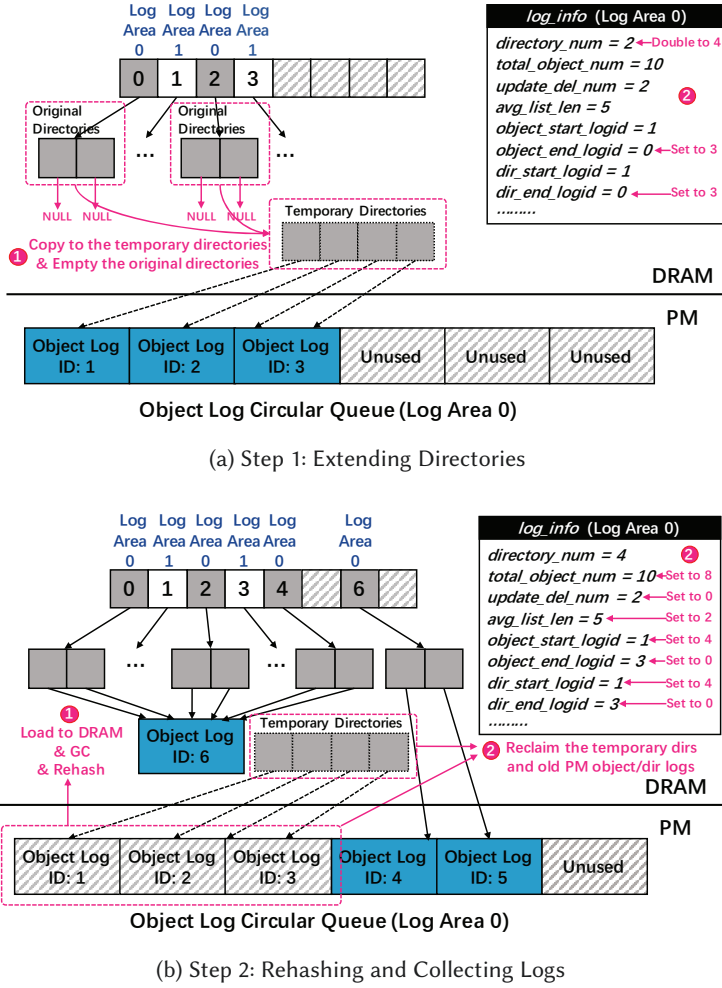 Log Log Log Log
Area Area Area Area
0 1 0 1
0 1 2 3
Original
Directories
Original
Directories
... ...
NULL NULL NULL NULL
Temporary Directories
1 Copy to the temporary directories
& Empty the original directories
log_info (Log Area 0)
directory_num = 2 Double to 4
total_object_num = 10
update_del_num = 2
2
avg_list_len = 5
object_start_logid = 1
object_end_logid = 0 Set to 3
dir_start_logid = 1
dir_end_logid = 0 Set to 3
.........
DRAM
PM
Object Log Object Log Object Log Unused Unused Unused
ID: 1 ID: 2 ID: 3
Object Log Circular Queue (Log Area 0)
(a) Step 1: Extending Directories
Log Log Log Log Log Log
Area Area Area Area Area Area
0 1 0 1 0 0
0 1 2 3 4 6
... ...
1
Load to DRAM
& GC
& Rehash
Object Log
ID: 6
Temporary Directories
log_info (Log Area 0)
directory_num = 4 2
total_object_num = 10 Set to 8
update_del_num = 2 Set to 0
avg_list_len = 5 Set to 2
object_start_logid = 1 Set to 4
object_end_logid = 3 Set to 0
dir_start_logid = 1 Set to 4
dir_end_logid = 3 Set to 0
.........
2 Reclaim the temporary dirs
and old PM object/dir logs
DRAM
PM
Object Log Object Log Object Log Object Log Object Log Unused
ID: 1 ID: 2 ID: 3 ID: 4 ID: 5
Object Log Circular Queue (Log Area 0)
(b) Step 2: Rehashing and Collecting Logs